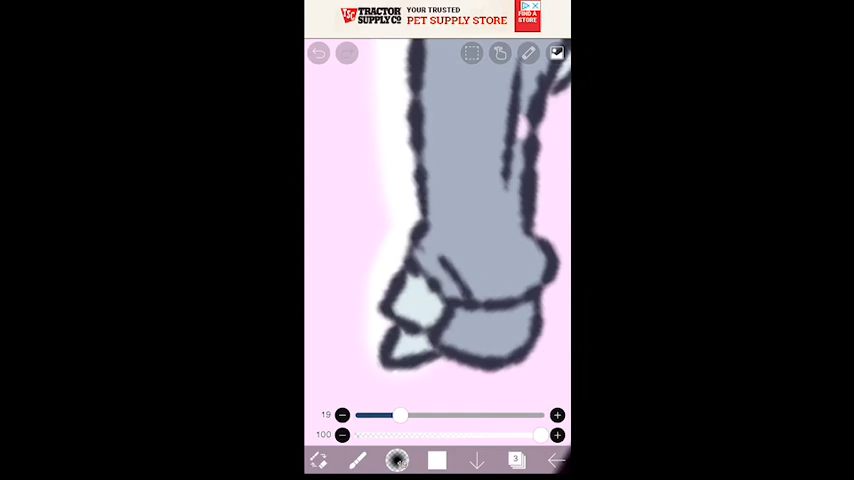 TRACTOR
SUPPLY CO
YOUR TRUSTED
PET SUPPLY STORE
FIND A
STORE
19
100
3